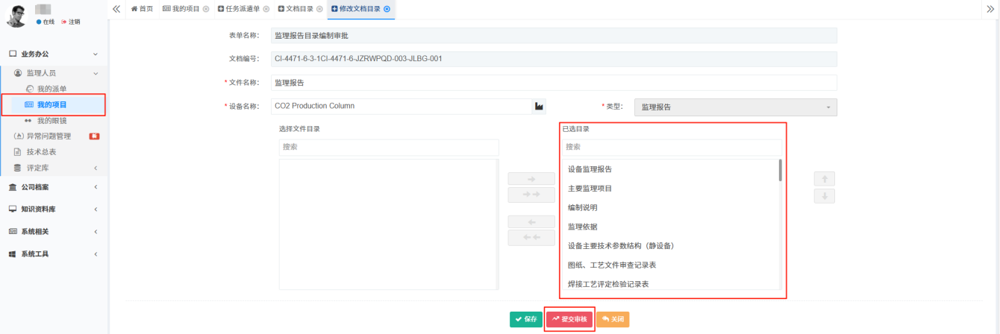 首页 我的项目 任务派遣单 文档目录 修改文档目录
在线 注销
业务办公
监理人员
我的派单
我的项目
我的眼镜
异常问题管理
技术总表
评定库
公司档案
知识资料库
系统相关
系统工具
表单名称: 监理报告目录编制审批
文档编号: CI-4471-6-3-1CI-4471-6-JZRWPQD-003-JLBG-001
* 文件名称: 监理报告
* 设备名称: CO2 Production Column * 类型: 监理报告
选择文件目录 已选目录
搜索 搜索
设备监理报告
主要监理项目
编制说明
监理依据
设备主要技术参数结构（静设备）
图纸、工艺文件审查记录表
焊接工艺评定检验记录表
保存 提交审核 关闭